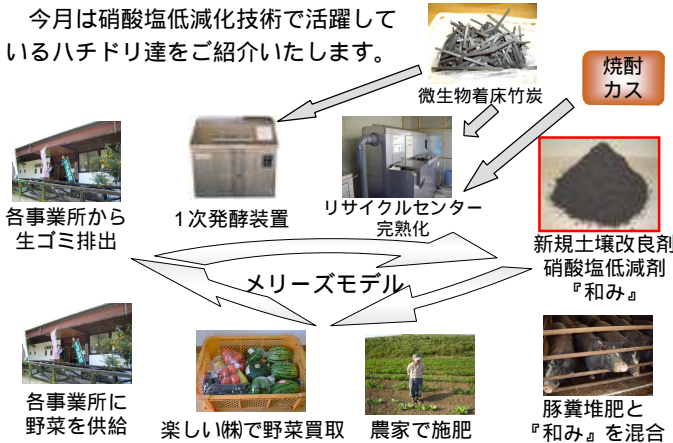 今月は硝酸塩低減化技術で活躍して
いるハチドリ達をご紹介いたします。
微生物着床竹炭
焼酎
カス
各事業所から
生ゴミ排出
1次発酵装置
リサイクルセンター
完熟化
新規土壌改良剤
硝酸塩低減剤
『和み』
メリーズモデル
各事業所に
野菜を供給
楽しい㈱で野菜買取
農家で施肥
豚糞堆肥と
『和み』を混合